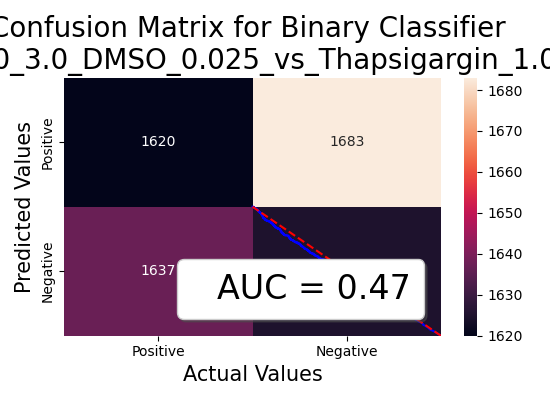 Confusion Matrix for Binary Classifier
0_3.0_DMSO_0.025_vs_Thapsigargin_1.0
Predicted Values
Positive
Negative
1620
1683
1637
AUC = 0.47
Positive
Negative
Actual Values
1680
1670
1660
1650
1640
1630
1620